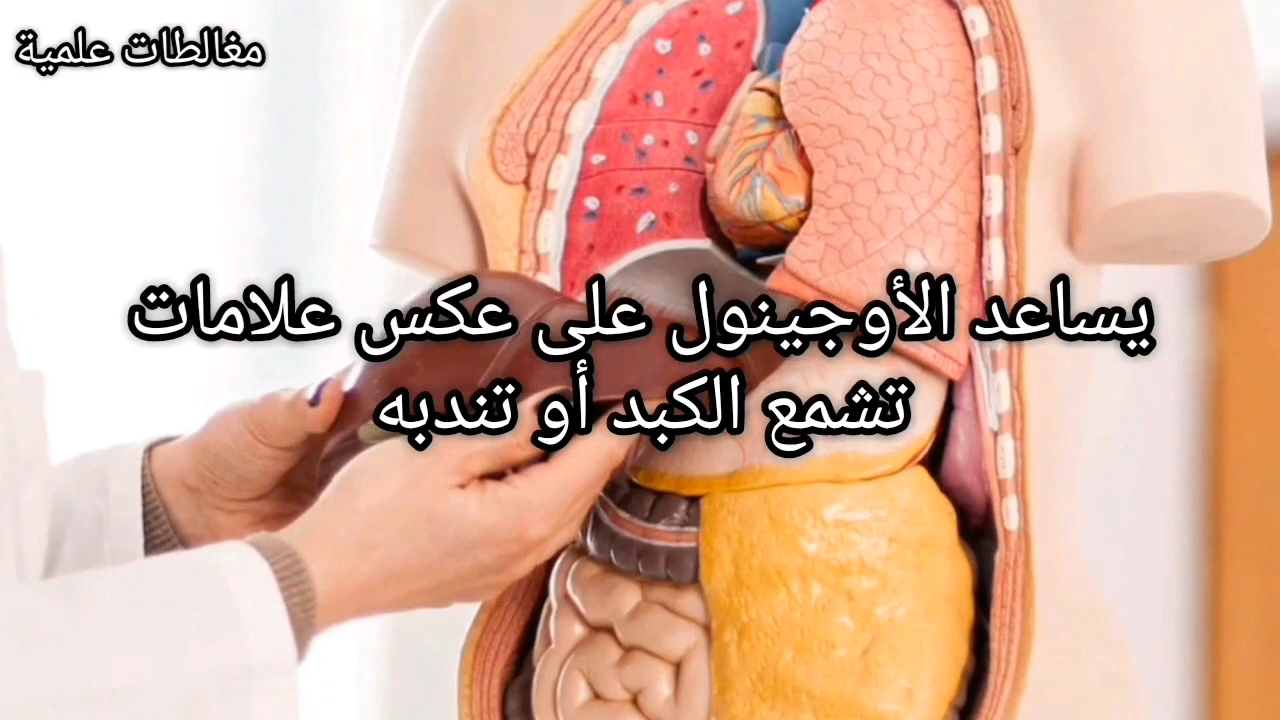 مغالطات علمية
يساعد الأوجينول على عكس علامات
تشمع الكبد أو تندبه